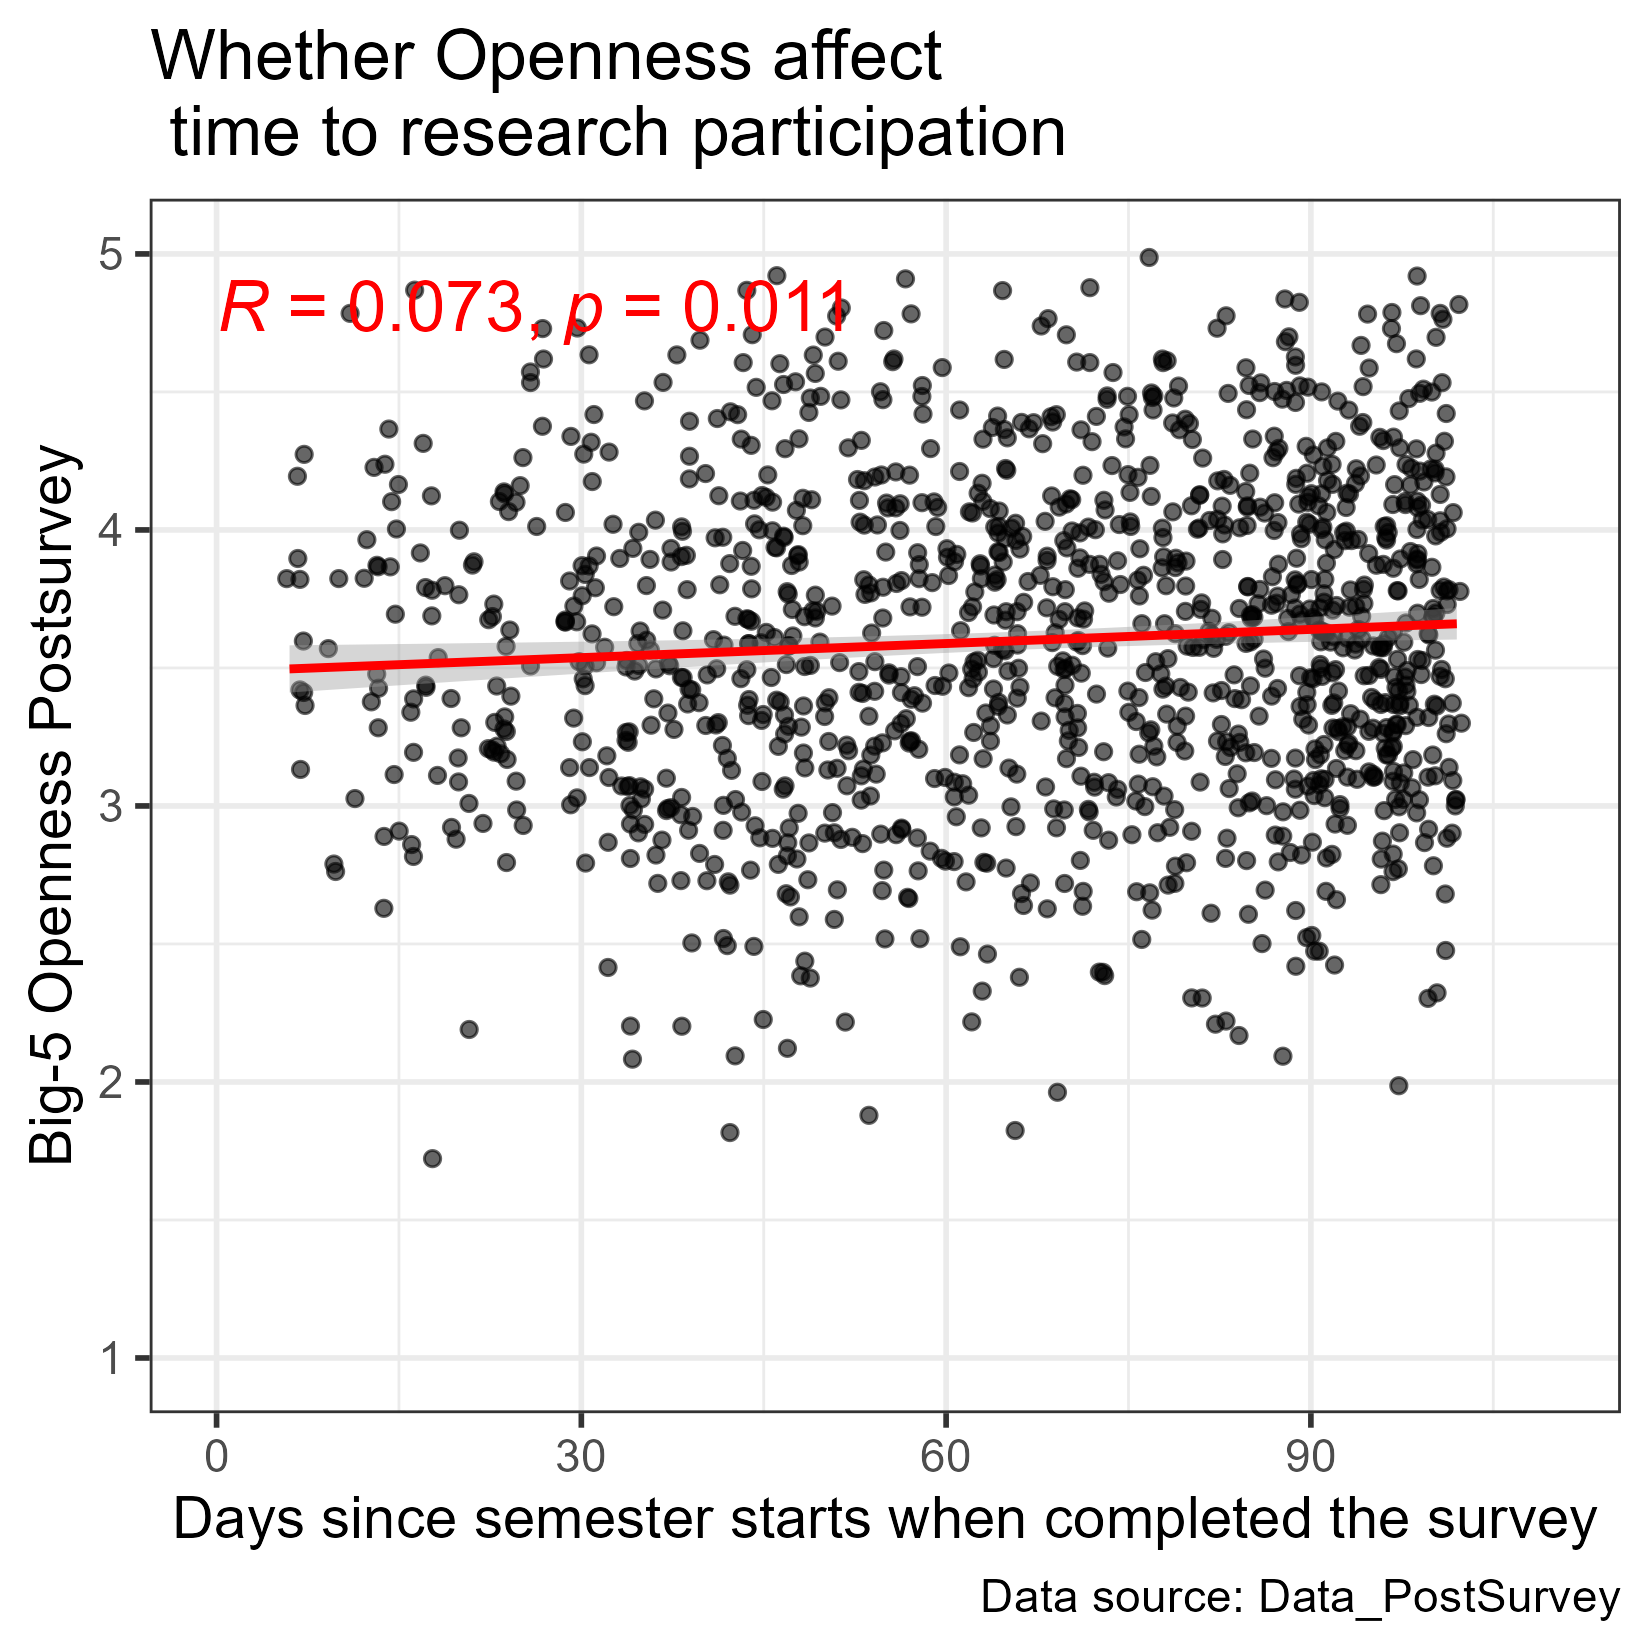 Whether Openness affect
time to research participation
R = 0.073, p = 0.011
Big-5 Openness Postsurvey
5
4
3
2
1
0 30 60 90
Days since semester starts when completed the survey
Data source: Data_PostSurvey